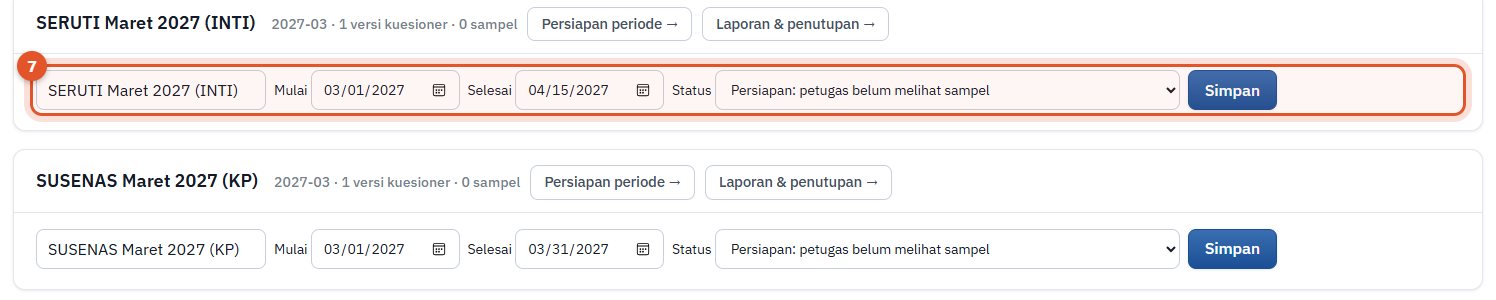 SERUTI Maret 2027 (INTI) 2027-03 · 1 versi kuesioner · 0 sampel Persiapan periode → Laporan & penutupan →
7
SERUTI Maret 2027 (INTI) Mulai 03/01/2027 Selesai 04/15/2027 Status Persiapan: petugas belum melihat sampel Simpan
SUSENAS Maret 2027 (KP) 2027-03 · 1 versi kuesioner · 0 sampel Persiapan periode → Laporan & penutupan →
SUSENAS Maret 2027 (KP) Mulai 03/01/2027 Selesai 03/31/2027 Status Persiapan: petugas belum melihat sampel Simpan